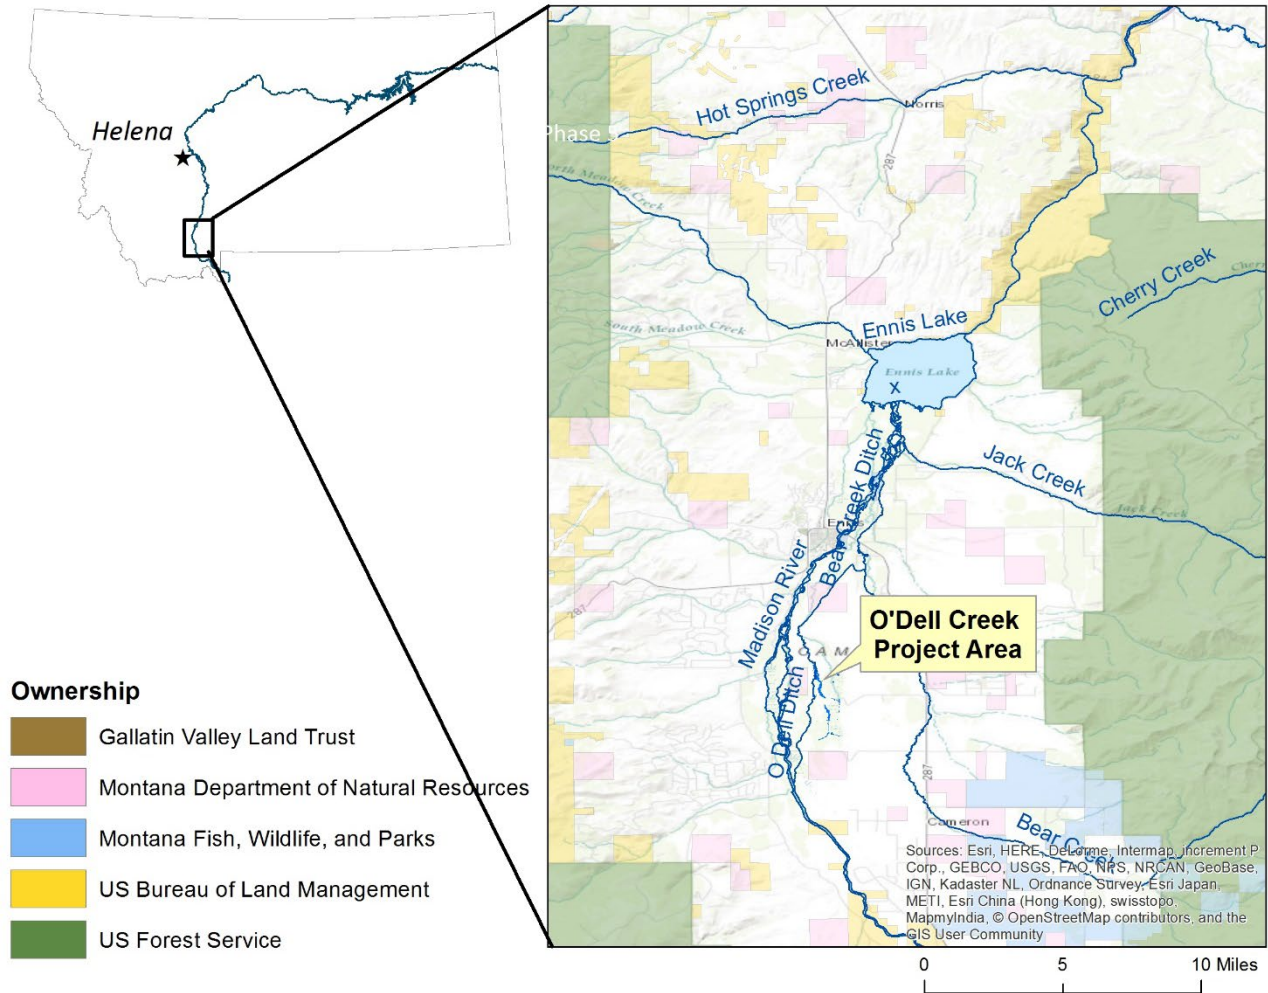 Helena
Phase 5
Hot Springs Creek
Norris
287
North Meadow Creek
Cherry Creek
South Meadow Creek
Ennis Lake
McAllister
Ennis Lake
x
Jack Creek
Jack Creek
Bear Creek Ditch
Ennis
Madison River
287
O'Dell Creek
Project Area
O'Dell Ditch
287
Cameron
Bear Creek
Ownership
Gallatin Valley Land Trust
Montana Department of Natural Resources
Montana Fish, Wildlife, and Parks
US Bureau of Land Management
US Forest Service
Sources: Esri, HERE, DeLorme, Intermap, increment P
Corp., GEBCO, USGS, FAO, NPS, NRCAN, GeoBase,
IGN, Kadaster NL, Ordnance Survey, Esri Japan,
METI, Esri China (Hong Kong), swisstopo,
MapmyIndia, © OpenStreetMap contributors, and the
GIS User Community
0 5 10 Miles